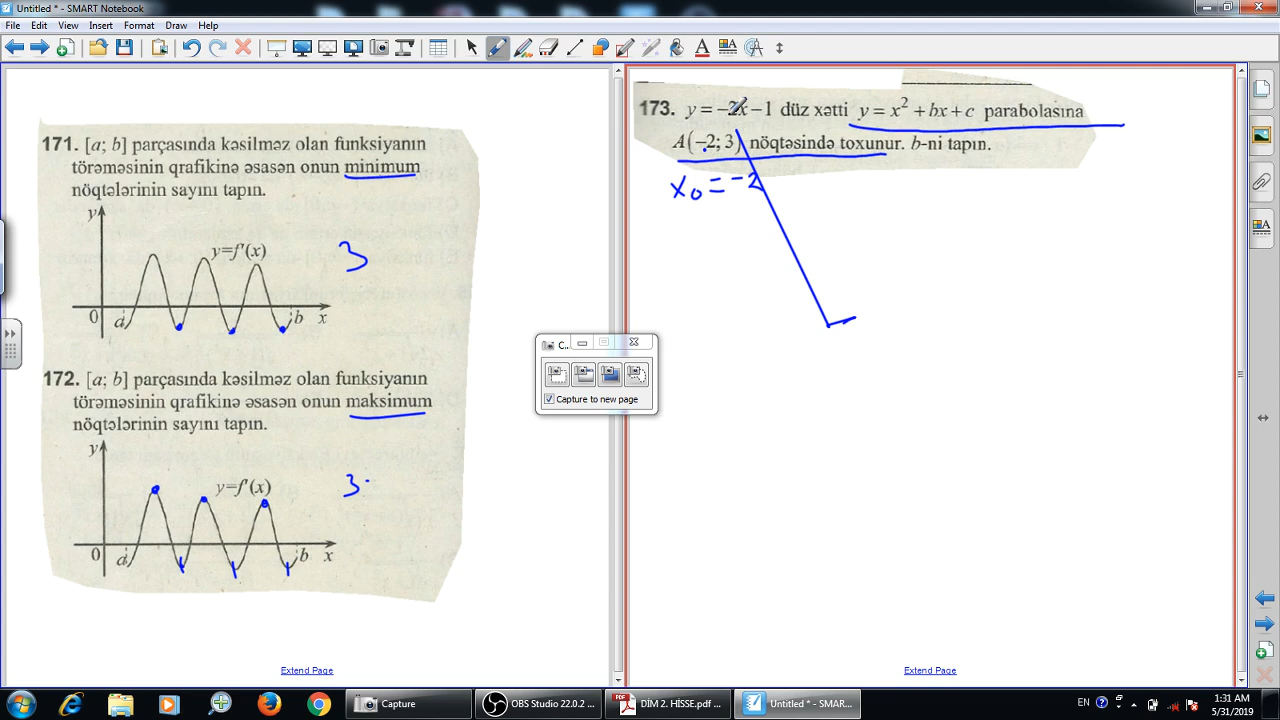 Untitled * - SMART Notebook
File Edit View Insert Format Draw Help
171. [a; b] parçasında kəsilməz olan funksiyanın
törəməsinin qrafikinə əsasən onun minimum
nöqtələrinin sayını tapın.
y
y=f'(x)
3
0 a b x
172. [a; b] parçasında kəsilməz olan funksiyanın
törəməsinin qrafikinə əsasən onun maksimum
nöqtələrinin sayını tapın.
y
y=f'(x)
3
0 a b x
Extend Page
173. y = −2x − 1 düz xətti y = x² + bx + c parabolasına
A(−2; 3) nöqtəsində toxunur. b-ni tapın.
x₀ = −2
C..
Capture to new page
Extend Page
Capture
OBS Studio 22.0.2 ...
DİM 2. HİSSE.pdf ...
Untitled * - SMAR...
EN
1:31 AM
5/31/2019